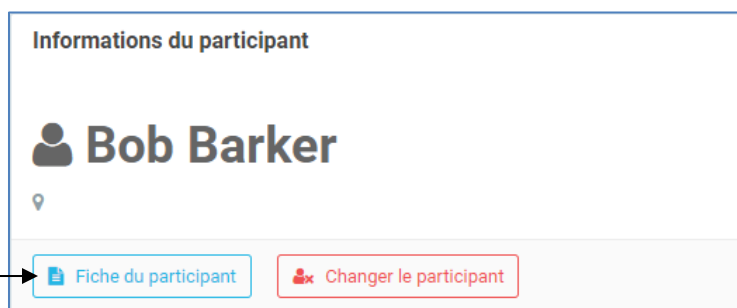 Informations du participant
Bob Barker
Fiche du participant
Changer le participant